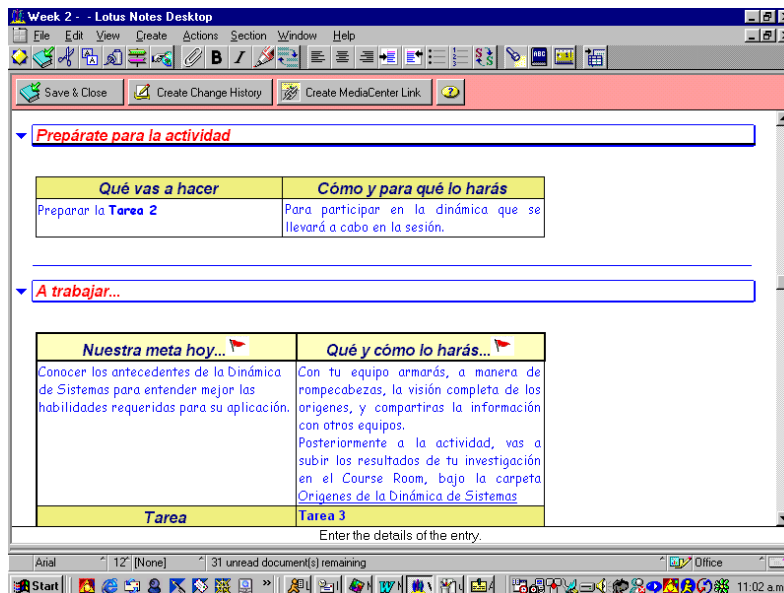 Week 2 - - Lotus Notes Desktop
File Edit View Create Actions Section Window Help
Save & Close Create Change History Create MediaCenter Link
Prepárate para la actividad
Qué vas a hacer Cómo y para qué lo harás
Preparar la Tarea 2 Para participar en la dinámica que se
llevará a cabo en la sesión.
A trabajar...
Nuestra meta hoy... Qué y cómo lo harás...
Conocer los antecedentes de la Dinámica
de Sistemas para entender mejor las
habilidades requeridas para su aplicación.
Con tu equipo armarás, a manera de
rompecabezas, la visión completa de los
origenes, y compartiras la información
con otros equipos.
Posteriormente a la actividad, vas a
subir los resultados de tu investigación
en el Course Room, bajo la carpeta
Origenes de la Dinámica de Sistemas
Tarea Tarea 3
Enter the details of the entry.
Arial 12 [None] 31 unread document(s) remaining Office
Start 11:02 a.m.